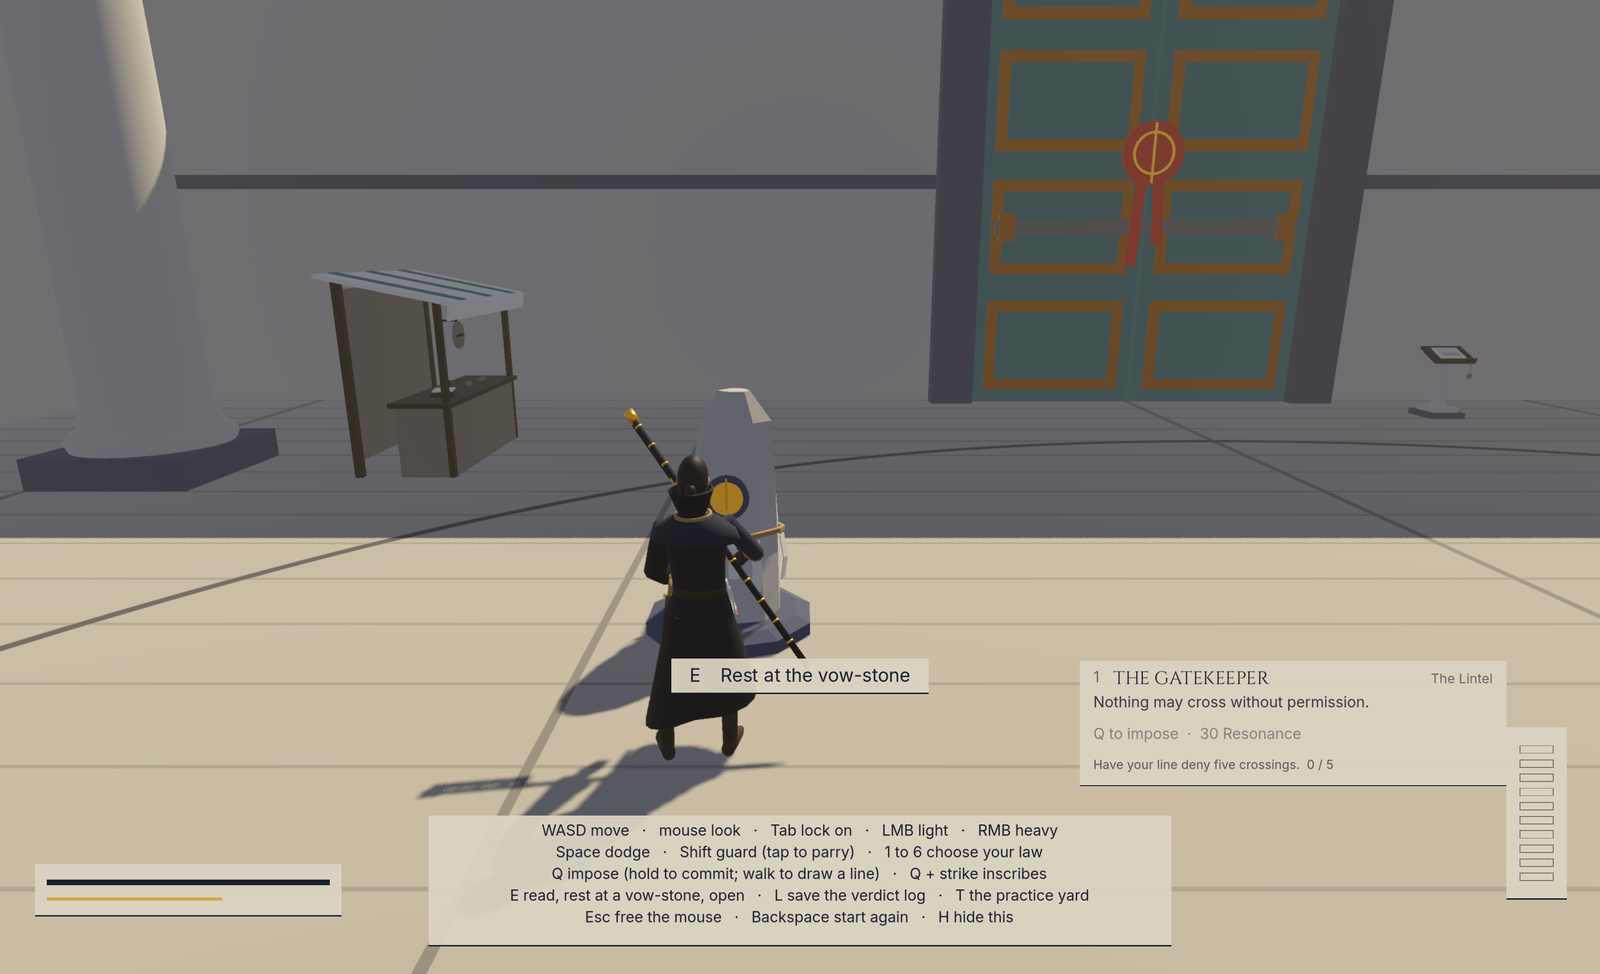 E Rest at the vow-stone
1 THE GATEKEEPER The Lintel
Nothing may cross without permission.
Q to impose · 30 Resonance
Have your line deny five crossings. 0 / 5
WASD move · mouse look · Tab lock on · LMB light · RMB heavy
Space dodge · Shift guard (tap to parry) · 1 to 6 choose your law
Q impose (hold to commit; walk to draw a line) · Q + strike inscribes
E read, rest at a vow-stone, open · L save the verdict log · T the practice yard
Esc free the mouse · Backspace start again · H hide this